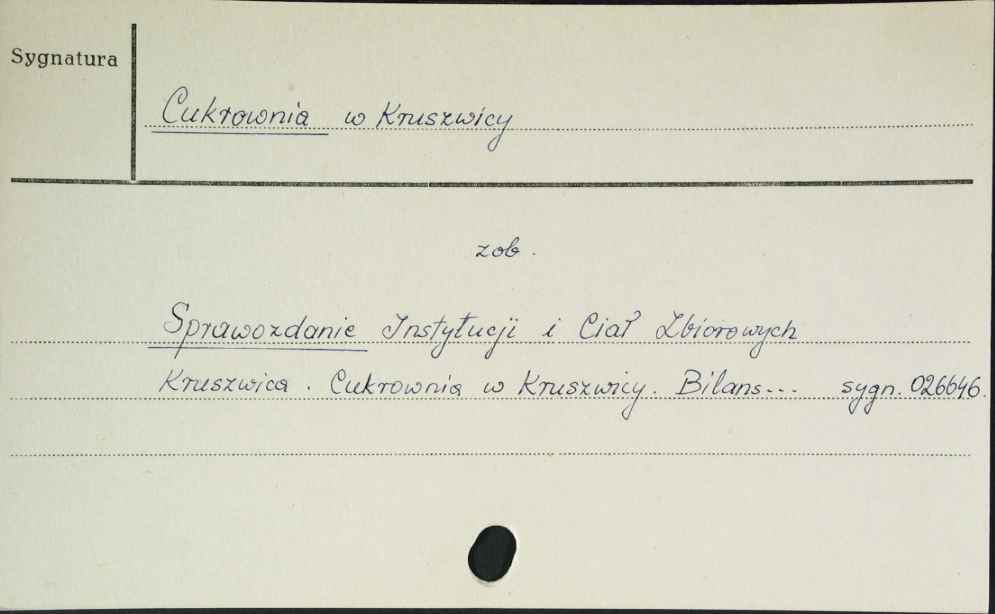 Sygnatura
Cukrownia w Kruszwicy
zob.
Sprawozdanie Instytucji i Ciał Zbiorowych
Kruszwica. Cukrownia w Kruszwicy. Bilans... sygn. 026646.